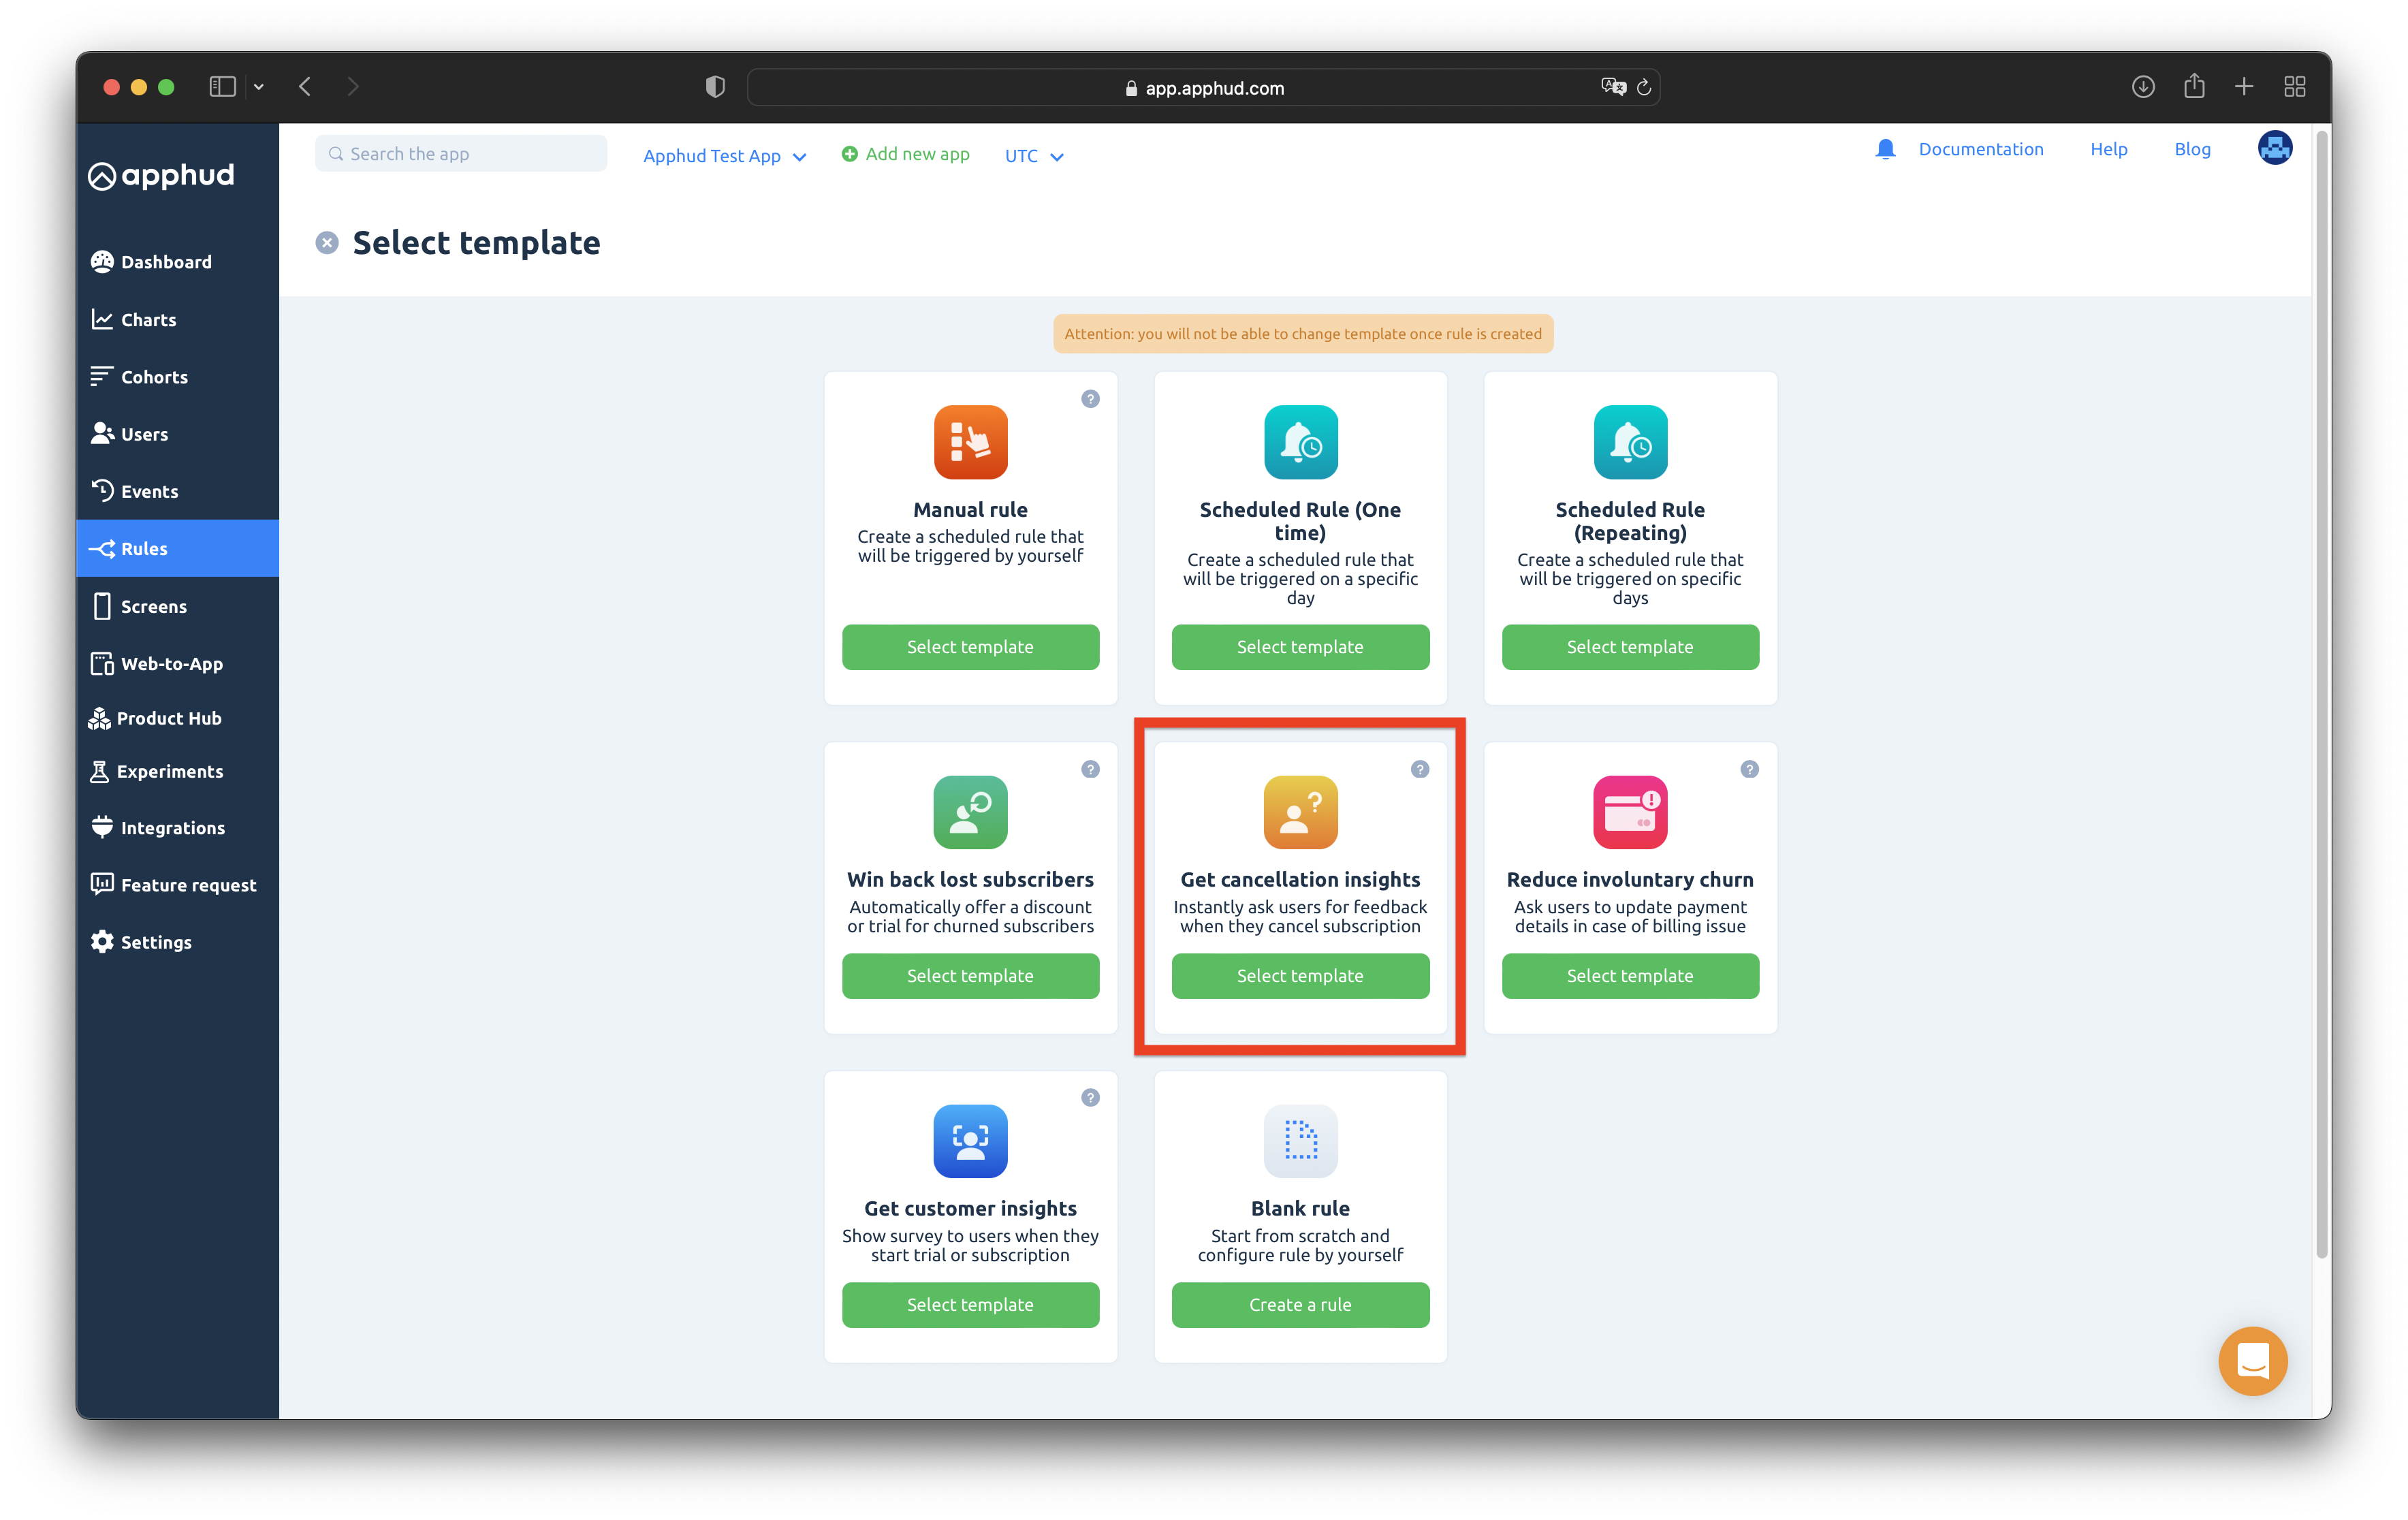 app.apphud.com
apphud
Search the app
Apphud Test App
Add new app
UTC
Documentation
Help
Blog
Select template
Dashboard
Charts
Cohorts
Users
Events
Rules
Screens
Web-to-App
Product Hub
Experiments
Integrations
Feature request
Settings
Attention: you will not be able to change template once rule is created
?
Manual rule
Create a scheduled rule that
will be triggered by yourself
Select template
Scheduled Rule (One
time)
Create a scheduled rule that
will be triggered on a specific
day
Select template
Scheduled Rule
(Repeating)
Create a scheduled rule that
will be triggered on specific
days
Select template
?
Win back lost subscribers
Automatically offer a discount
or trial for churned subscribers
Select template
?
?
Get cancellation insights
Instantly ask users for feedback
when they cancel subscription
Select template
?
!
Reduce involuntary churn
Ask users to update payment
details in case of billing issue
Select template
?
Get customer insights
Show survey to users when they
start trial or subscription
Select template
Blank rule
Start from scratch and
configure rule by yourself
Create a rule